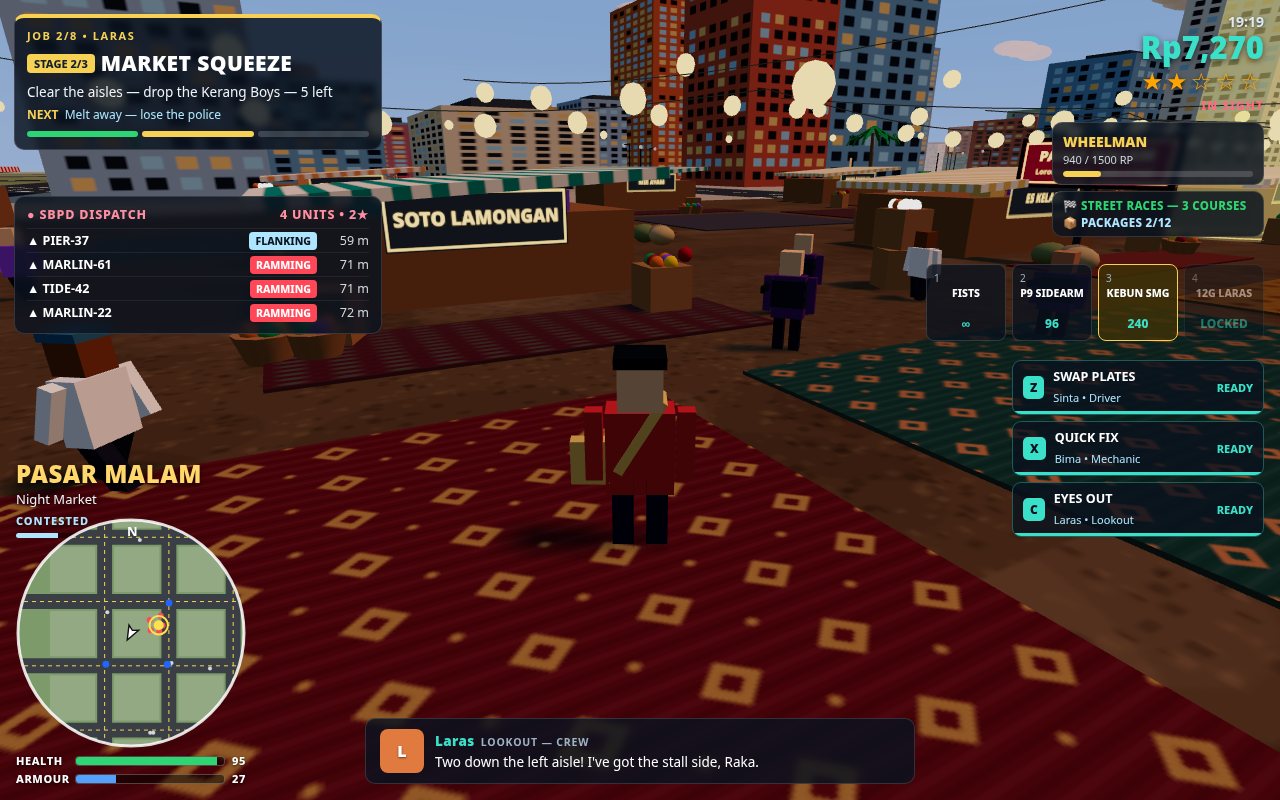 JOB 2/8 • LARAS
STAGE 2/3 MARKET SQUEEZE
Clear the aisles — drop the Kerang Boys — 5 left
NEXT Melt away — lose the police
● SBPD DISPATCH 4 UNITS • 2★
▲ PIER-37 FLANKING 59 m
▲ MARLIN-61 RAMMING 71 m
▲ TIDE-42 RAMMING 71 m
▲ MARLIN-22 RAMMING 72 m
19:19
Rp7,270
★★☆☆☆☆
IN SIGHT
WHEELMAN
940 / 1500 RP
STREET RACES — 3 COURSES
PACKAGES 2/12
1 FISTS ∞
2 P9 SIDEARM 96
3 KEBUN SMG 240
4 12G LARAS LOCKED
Z SWAP PLATES READY
Sinta • Driver
X QUICK FIX READY
Bima • Mechanic
C EYES OUT READY
Laras • Lookout
SOTO LAMONGAN
MIE AYAM
PASAR MALAM
Night Market
CONTESTED
N
HEALTH 95
ARMOUR 27
L
Laras LOOKOUT — CREW
Two down the left aisle! I've got the stall side, Raka.